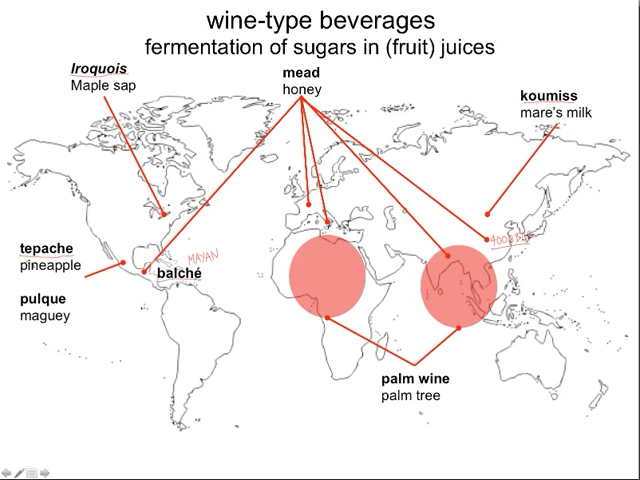 wine-type beverages
fermentation of sugars in (fruit) juices
Iroquois
Maple sap
mead
honey
koumiss
mare's milk
tepache
pineapple
MAYAN
balché
pulque
maguey
palm wine
palm tree